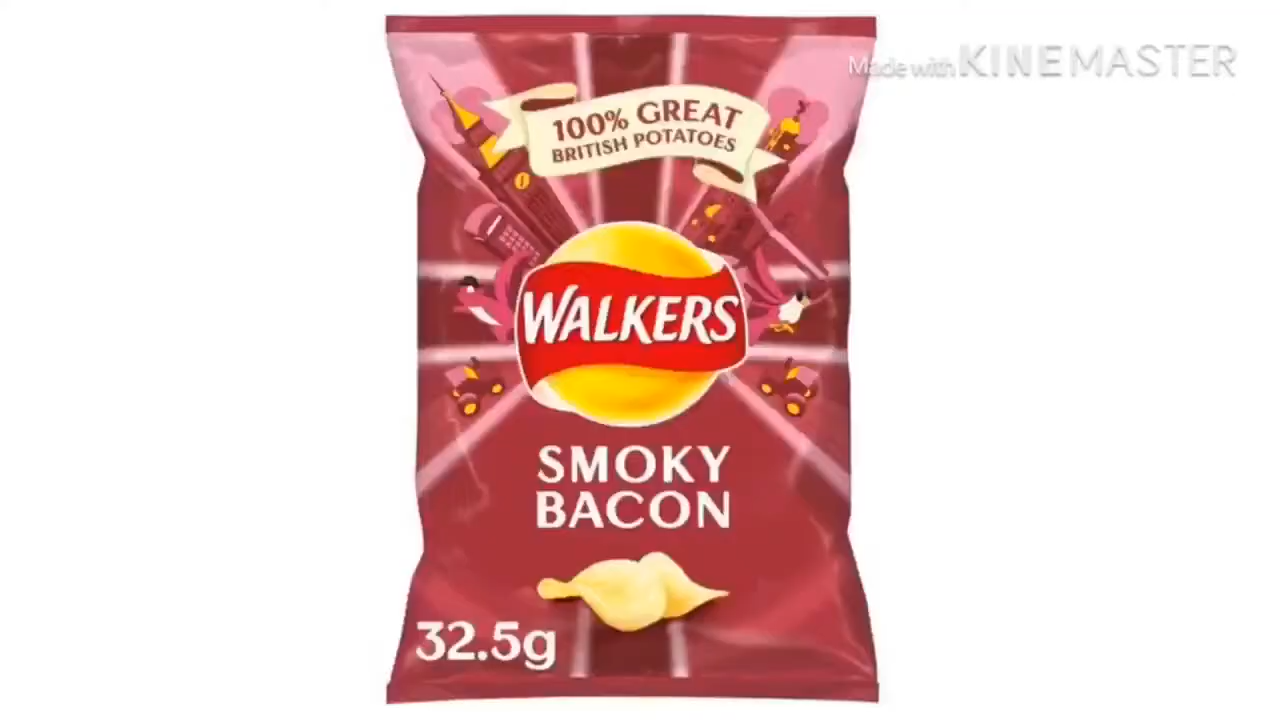 Made with KINEMASTER
100% GREAT
BRITISH POTATOES
WALKERS
SMOKY
BACON
32.5g